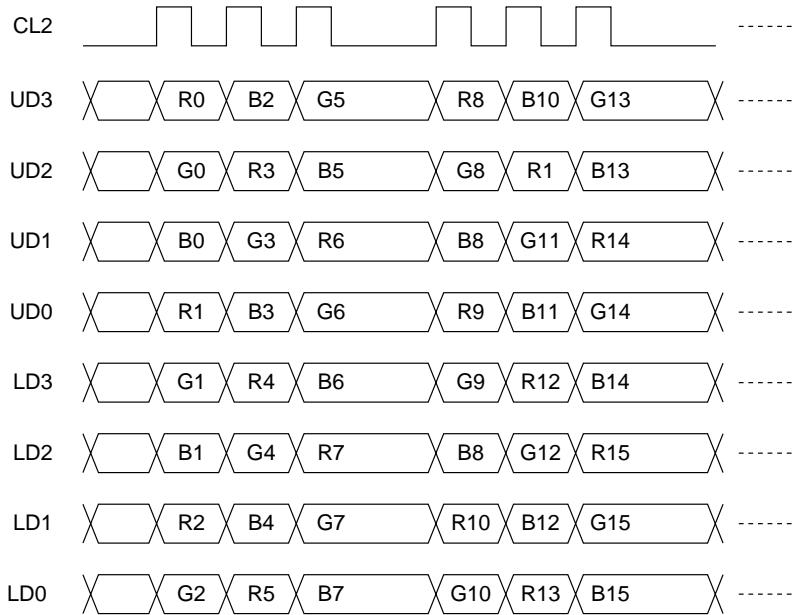 CL2
UD3 R0 B2 G5 R8 B10 G13
UD2 G0 R3 B5 G8 R1 B13
UD1 B0 G3 R6 B8 G11 R14
UD0 R1 B3 G6 R9 B11 G14
LD3 G1 R4 B6 G9 R12 B14
LD2 B1 G4 R7 B8 G12 R15
LD1 R2 B4 G7 R10 B12 G15
LD0 G2 R5 B7 G10 R13 B15